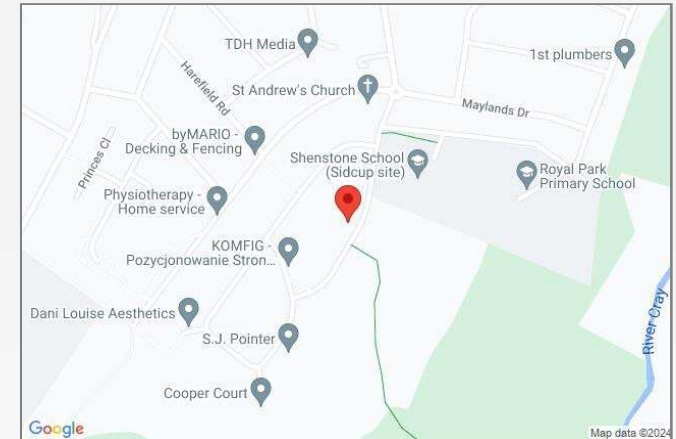 TDH Media
1st plumbers
Harefield Rd
St Andrew's Church
Maylands Dr
byMARIO -
Decking & Fencing
Princes Cl
Shenstone School
(Sidcup site)
Royal Park
Primary School
Physiotherapy -
Home service
KOMFIG -
Pozycjonowanie Stron...
River Cray
Dani Louise Aesthetics
S.J. Pointer
Cooper Court
Google
Map data ©2024